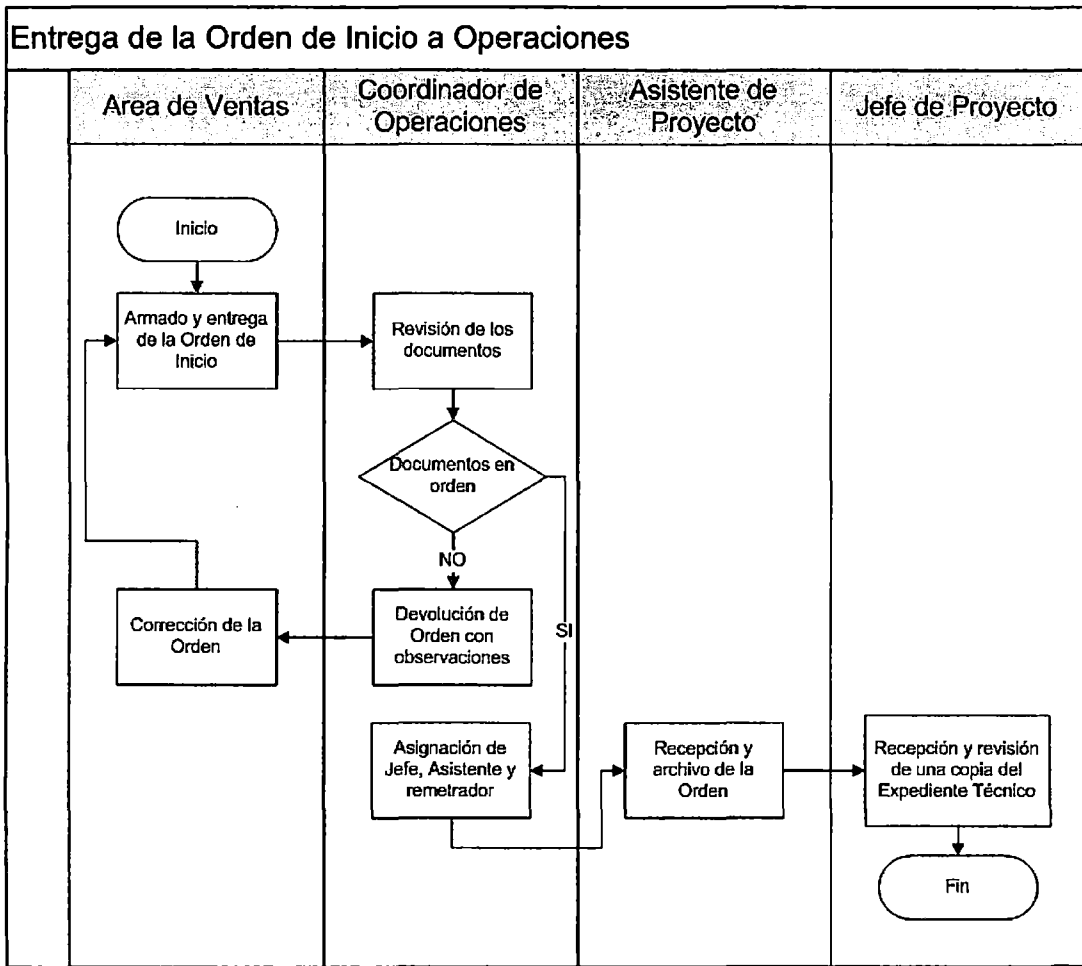 Entrega de la Orden de Inicio a Operaciones
Area de Ventas
Coordinador de
Operaciones
Asistente de
Proyecto
Jefe de Proyecto
Inicio
Armado y entrega
de la Orden de
Inicio
Revisión de los
documentos
Documentos en
orden
NO
SI
Corrección de la
Orden
Devolución de
Orden con
observaciones
Asignación de
Jefe, Asistente y
remetrador
Recepción y
archivo de la
Orden
Recepción y revisión
de una copia del
Expediente Técnico
Fin